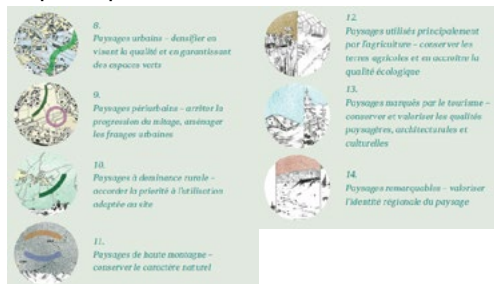 8.
Paysages urbains – densifier en
visant la qualité et en garantissant
des espaces verts
9.
Paysages périurbains – arrêter la
progression du mitage, aménager
les franges urbaines
10.
Paysages à dominance rurale –
accorder la priorité à l'utilisation
adaptée au site
11.
Paysages de haute montagne –
conserver le caractère naturel
12.
Paysages utilisés principalement
par l'agriculture – conserver les
terres agricoles et en accroître la
qualité écologique
13.
Paysages marqués par le tourisme –
conserver et valoriser les qualités
paysagères, architecturales et
culturelles
14.
Paysages remarquables – valoriser
l'identité régionale du paysage